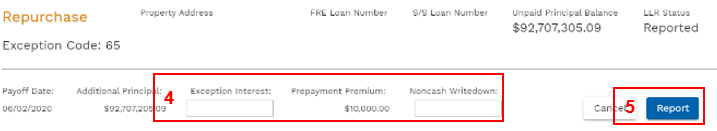 Repurchase
Property Address
FRE Loan Number
S/S Loan Number
Unpaid Principal Balance
LLR Status
$92,707,305.09
Reported
Exception Code: 65
Payoff Date:
Additional Principal:
4
Exception Interest:
Prepayment Premium:
Noncash Writedown:
06/02/2020
$92,707,205.09
$10,000.00
Cancel
5
Report